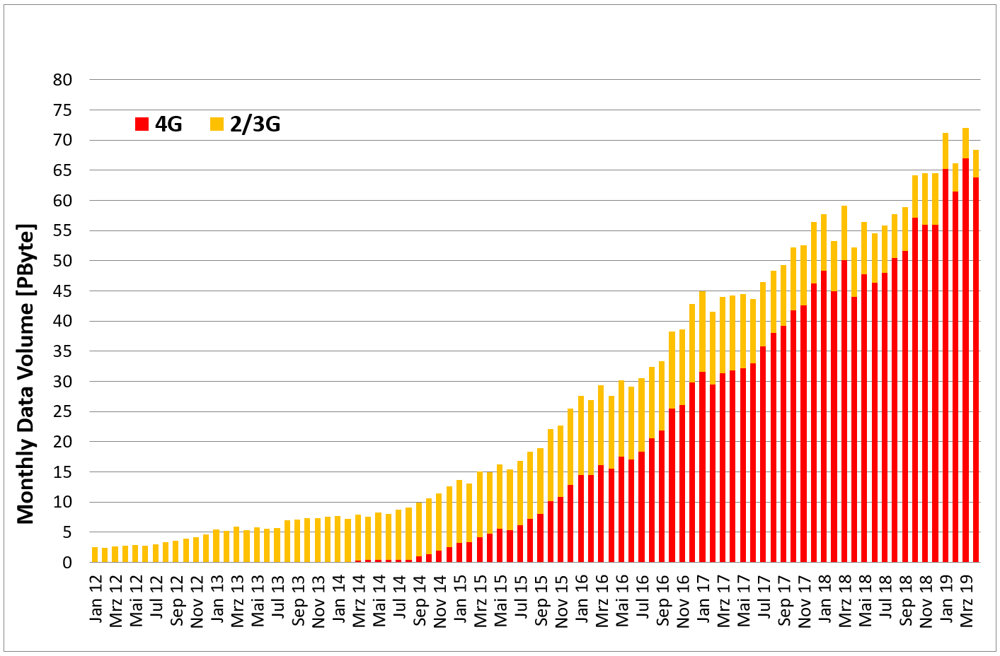 80
75
4G 2/3G
70
65
60
55
50
45
40
35
30
25
20
15
10
5
0
Monthly Data Volume [PByte]
Jan 12
Mrz 12
Mai 12
Jul 12
Sep 12
Nov 12
Jan 13
Mrz 13
Mai 13
Jul 13
Sep 13
Nov 13
Jan 14
Mrz 14
Mai 14
Jul 14
Sep 14
Nov 14
Jan 15
Mrz 15
Mai 15
Jul 15
Sep 15
Nov 15
Jan 16
Mrz 16
Mai 16
Jul 16
Sep 16
Nov 16
Jan 17
Mrz 17
Mai 17
Jul 17
Sep 17
Nov 17
Jan 18
Mrz 18
Mai 18
Jul 18
Sep 18
Nov 18
Jan 19
Mrz 19